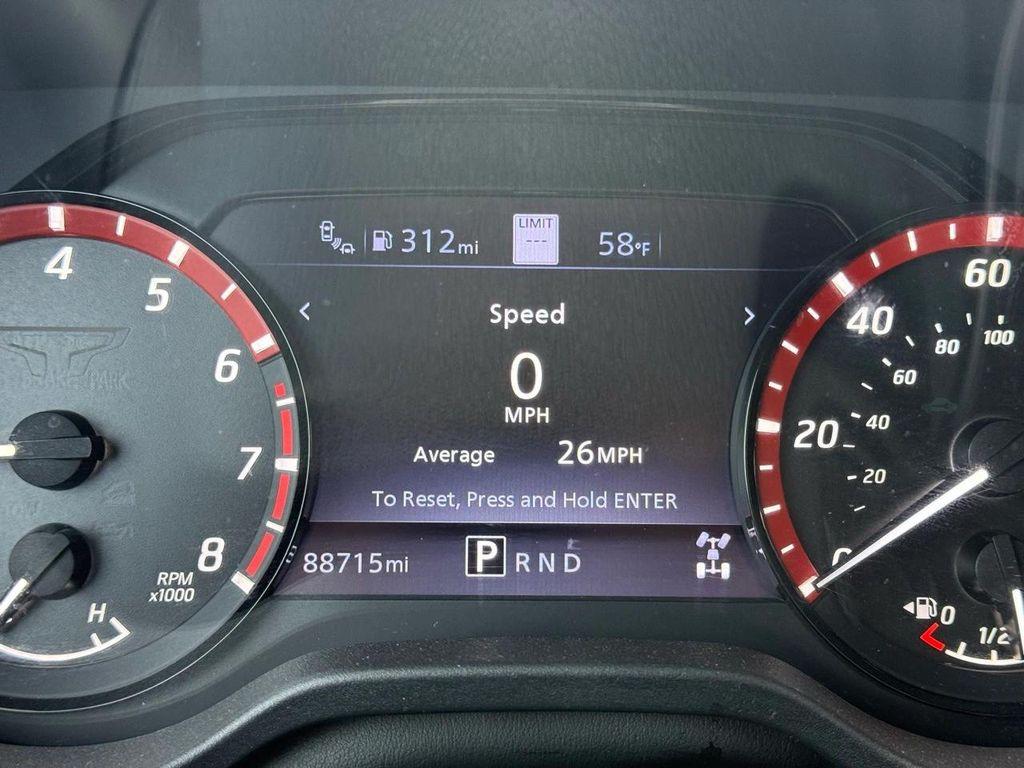 312mi
LIMIT
---
58°F
4
5
6
7
8
RPM
x1000
H
< Speed >
0
MPH
Average 26MPH
To Reset, Press and Hold ENTER
88715mi
P R N D
60
40
20
100
80
60
40
20
0
1/2